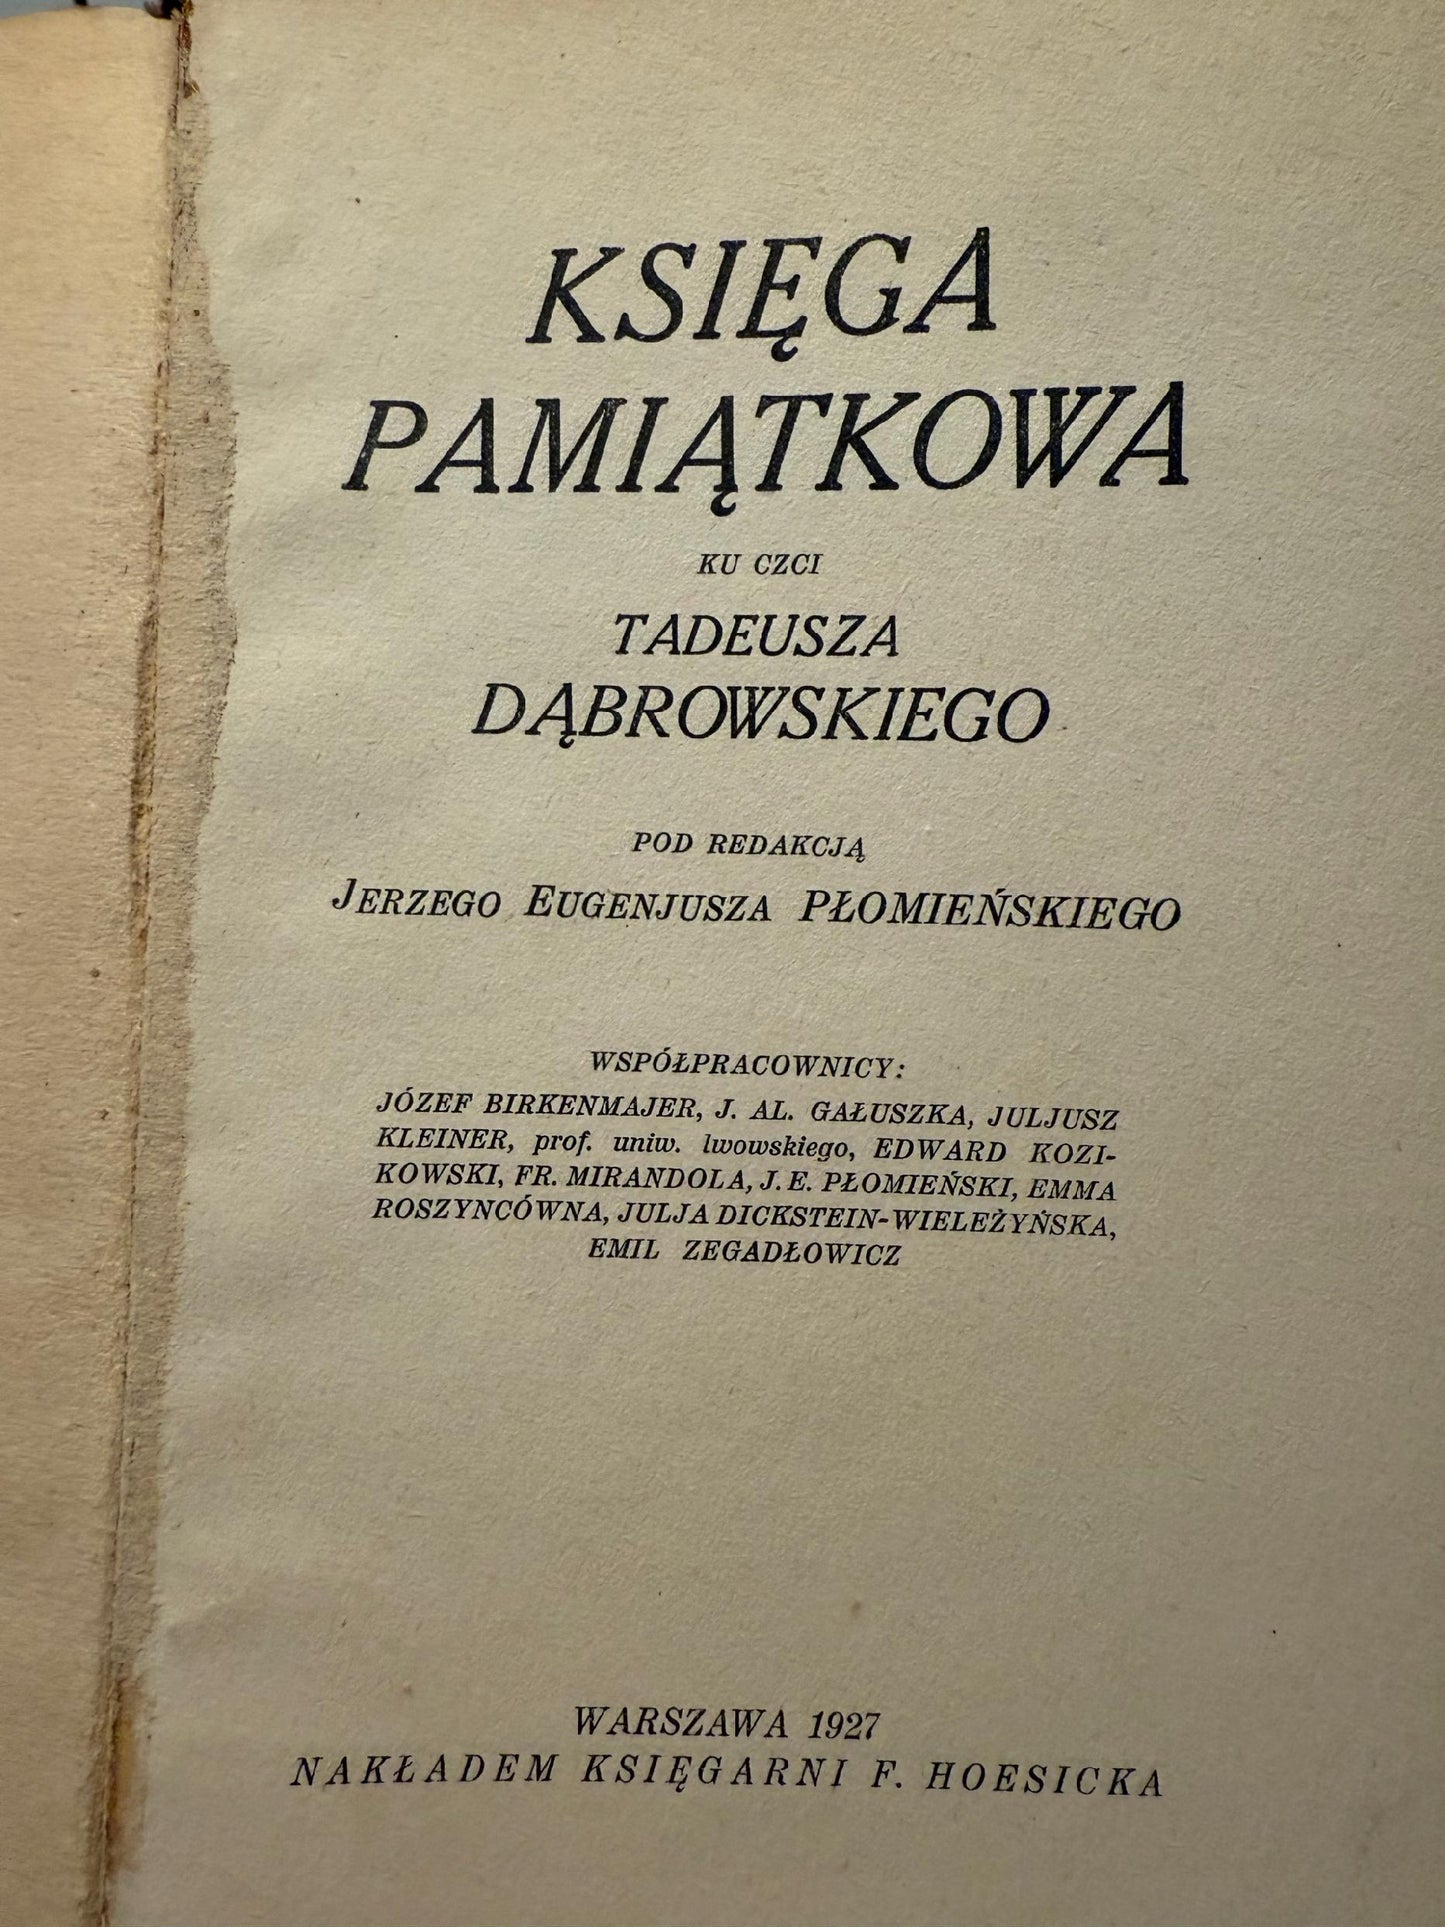 KSIĘGA
PAMIĄTKOWA
KU CZCI
TADEUSZA
DĄBROWSKIEGO
POD REDAKCJĄ
JERZEGO EUGENJUSZA PŁOMIEŃSKIEGO
WSPÓŁPRACOWNICY:
JÓZEF BIRKENMAJER, J. AL. GAŁUSZKA, JULJUSZ
KLEINER, prof. uniw. lwowskiego, EDWARD KOZI-
KOWSKI, FR. MIRANDOLA, J. E. PŁOMIEŃSKI, EMMA
ROSZYNCÓWNA, JULJA DICKSTEIN-WIELEŻYŃSKA,
EMIL ZEGADŁOWICZ
WARSZAWA 1927
NAKŁADEM KSIĘGARNI F. HOESICKA